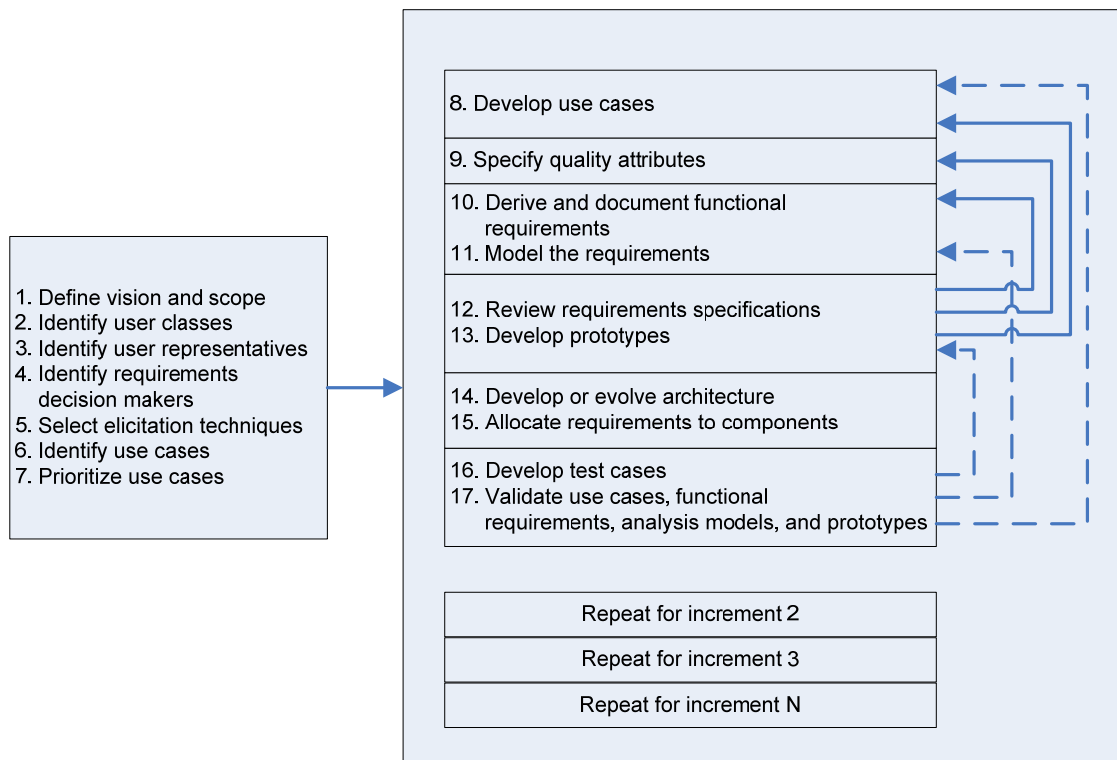 1. Define vision and scope
2. Identify user classes
3. Identify user representatives
4. Identify requirements
decision makers
5. Select elicitation techniques
6. Identify use cases
7. Prioritize use cases
8. Develop use cases
9. Specify quality attributes
10. Derive and document functional
requirements
11. Model the requirements
12. Review requirements specifications
13. Develop prototypes
14. Develop or evolve architecture
15. Allocate requirements to components
16. Develop test cases
17. Validate use cases, functional
requirements, analysis models, and prototypes
Repeat for increment 2
Repeat for increment 3
Repeat for increment N